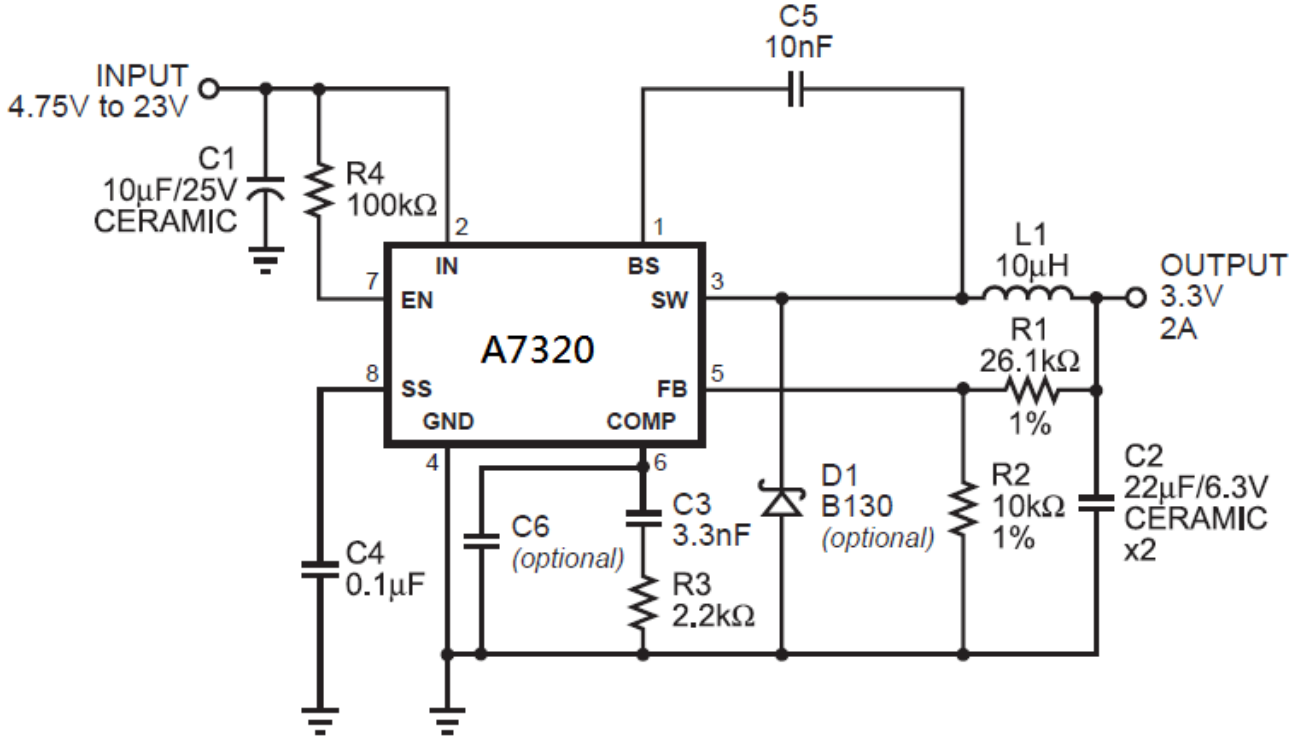 C5
10nF
INPUT
4.75V to 23V
C1
10µF/25V
CERAMIC
R4
100kΩ
2
1
IN
BS
7
EN
SW
3
L1
10µH
OUTPUT
3.3V
2A
A7320
R1
26.1kΩ
1%
8
SS
FB
5
GND
COMP
4
6
C4
0.1µF
C6
(optional)
C3
3.3nF
R3
2.2kΩ
D1
B130
(optional)
R2
10kΩ
1%
C2
22µF/6.3V
CERAMIC
x2